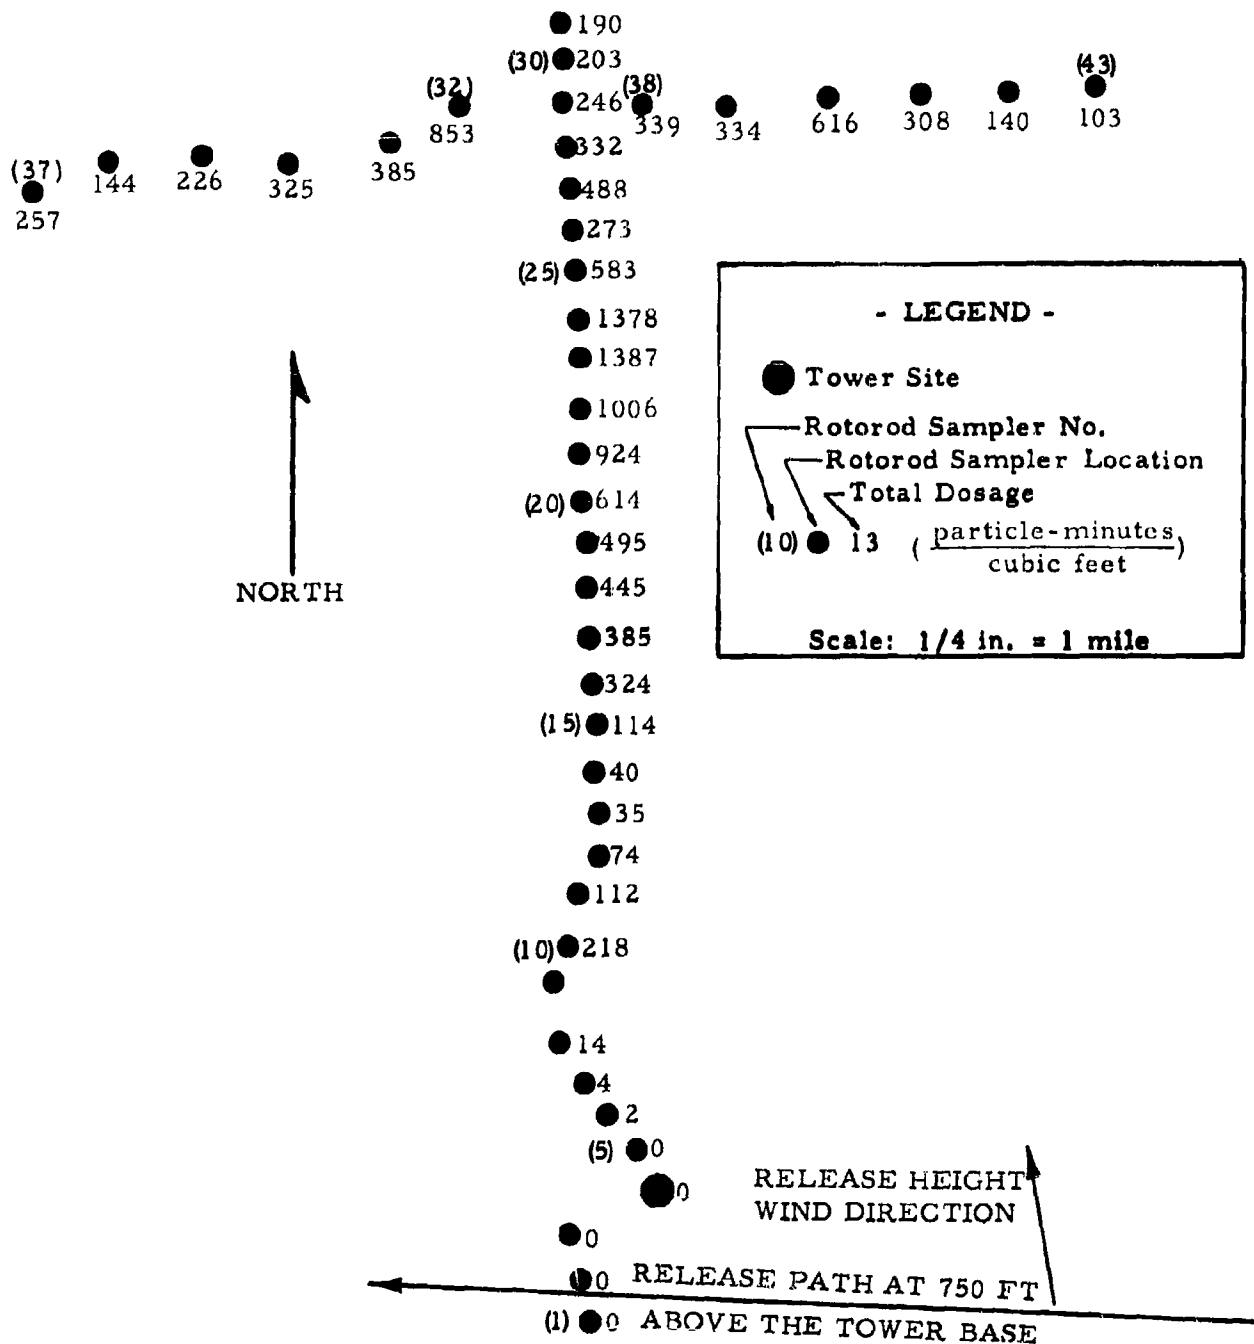 190
(30) 203
(32) 246 (38) (43)
853 339 334 616 308 140 103
332
385
(37) 144 226 325
488
257
273
(25) 583
1378
- LEGEND -
1387
Tower Site
1006
Rotorod Sampler No.
924
Rotorod Sampler Location
Total Dosage
(20) 614
495
(10) 13 ( particle-minutes
cubic feet )
445
NORTH
385
Scale: 1/4 in. = 1 mile
324
(15) 114
40
35
74
112
(10) 218
14
4
2
(5) 0
0
RELEASE HEIGHT
WIND DIRECTION
0
0 RELEASE PATH AT 750 FT
(1) 0 ABOVE THE TOWER BASE